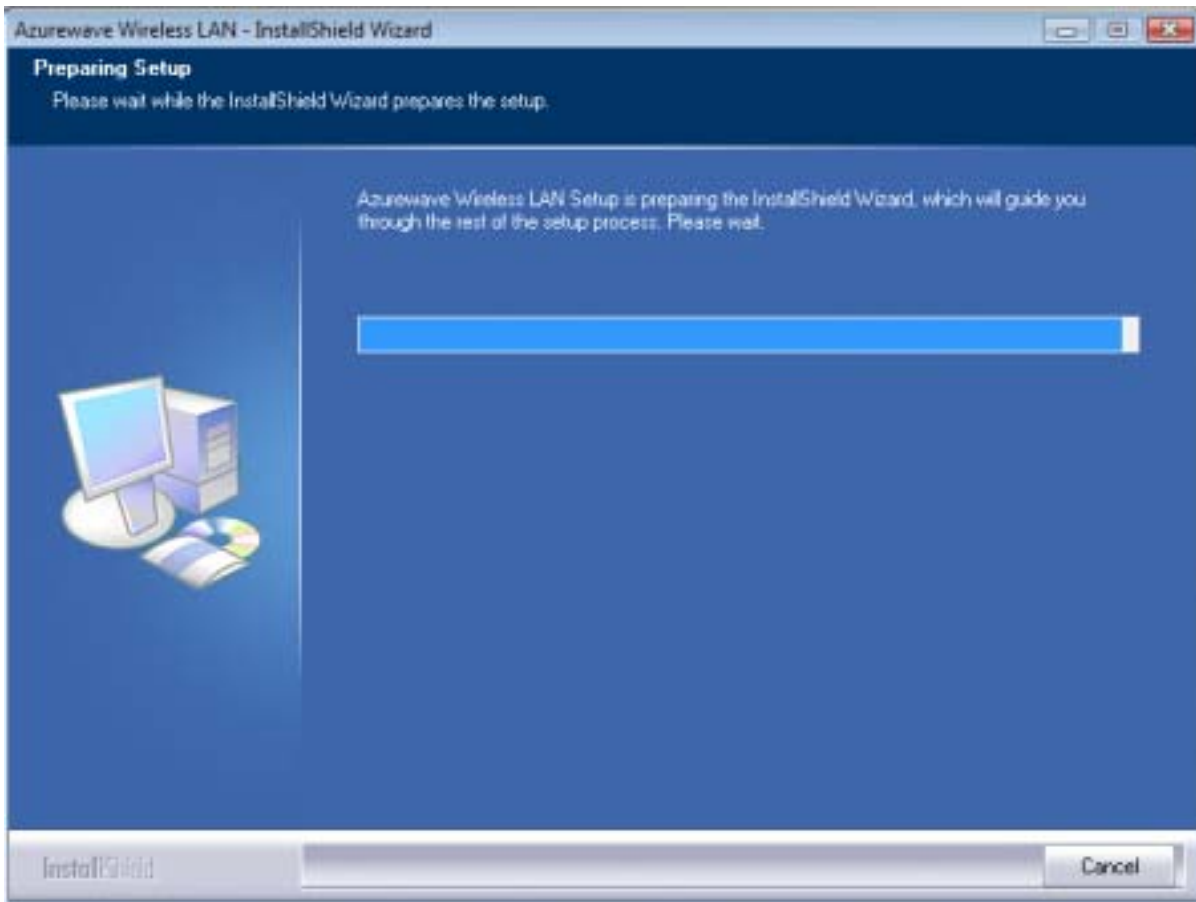 Azurewave Wireless LAN - InstallShield Wizard
Preparing Setup
Please wait while the InstallShield Wizard prepares the setup.
Azurewave Wireless LAN Setup is preparing the InstallShield Wizard, which will guide you
through the rest of the setup process. Please wait.
InstallShield
Cancel